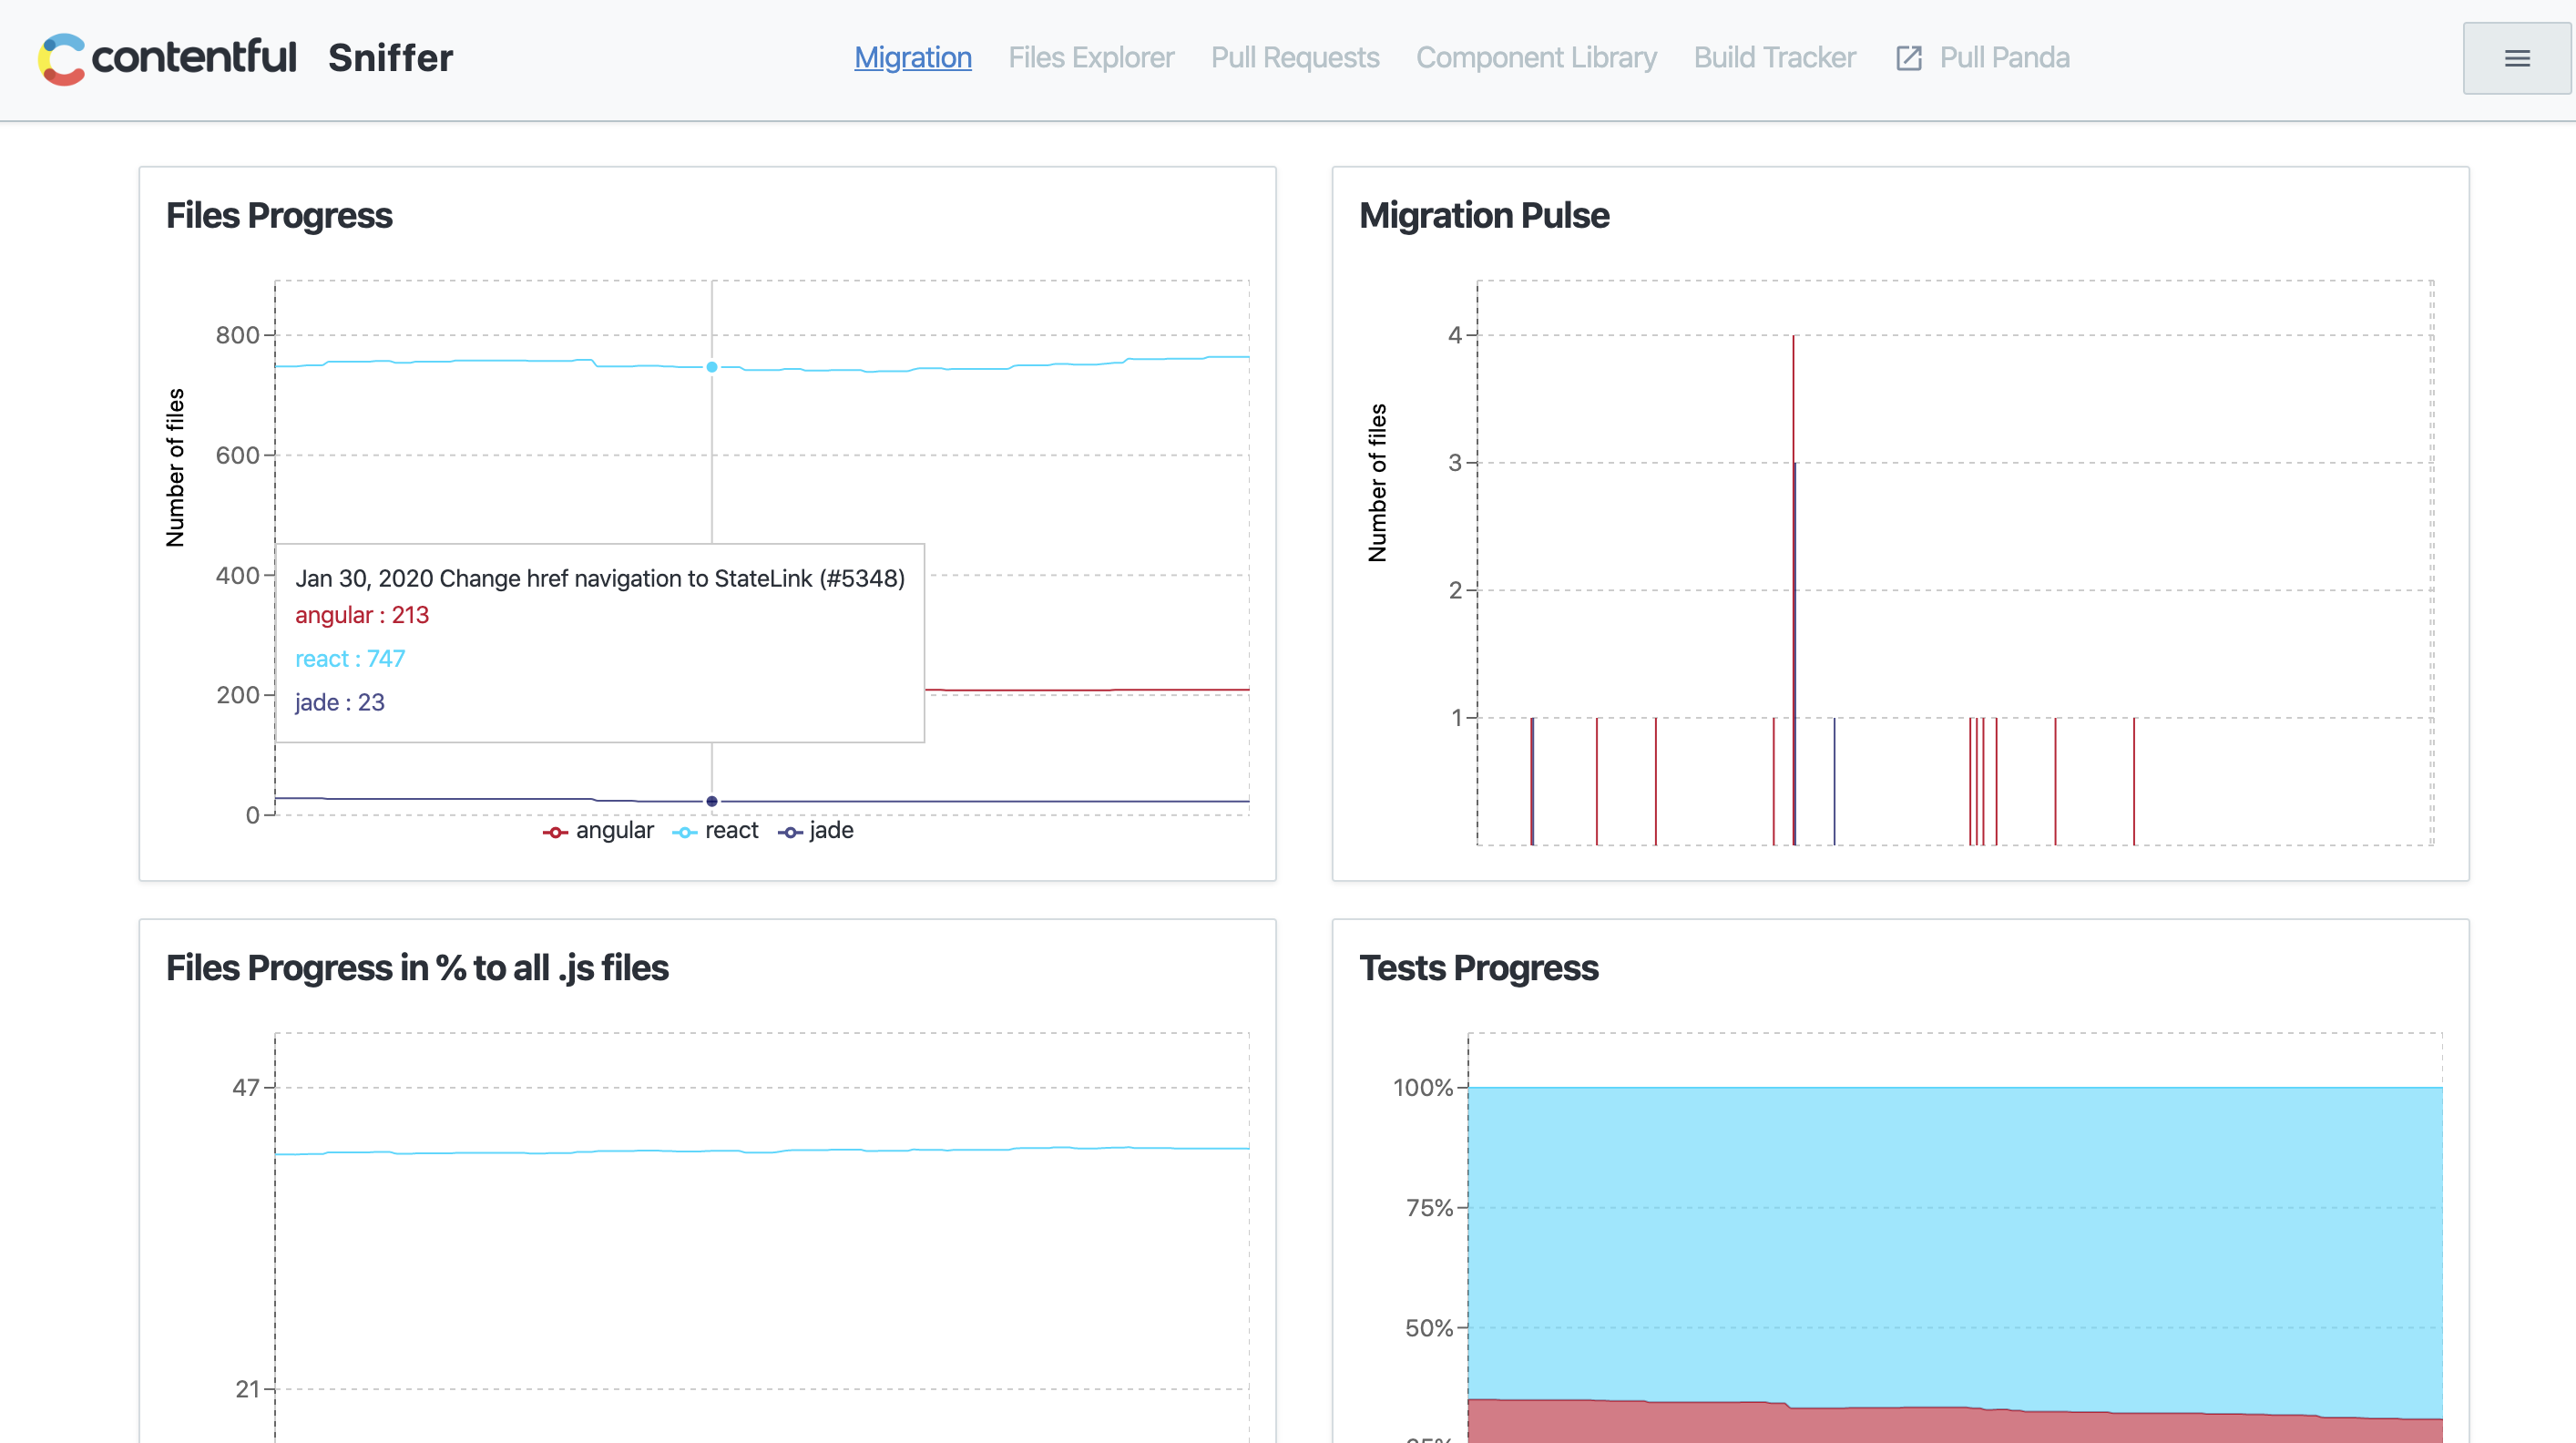 contentful Sniffer
Migration Files Explorer Pull Requests Component Library Build Tracker Pull Panda
Files Progress
Number of files
800
600
400
200
0
Jan 30, 2020 Change href navigation to StateLink (#5348)
angular : 213
react : 747
jade : 23
angular react jade
Migration Pulse
Number of files
4
3
2
1
Files Progress in % to all .js files
47
21
Tests Progress
100%
75%
50%